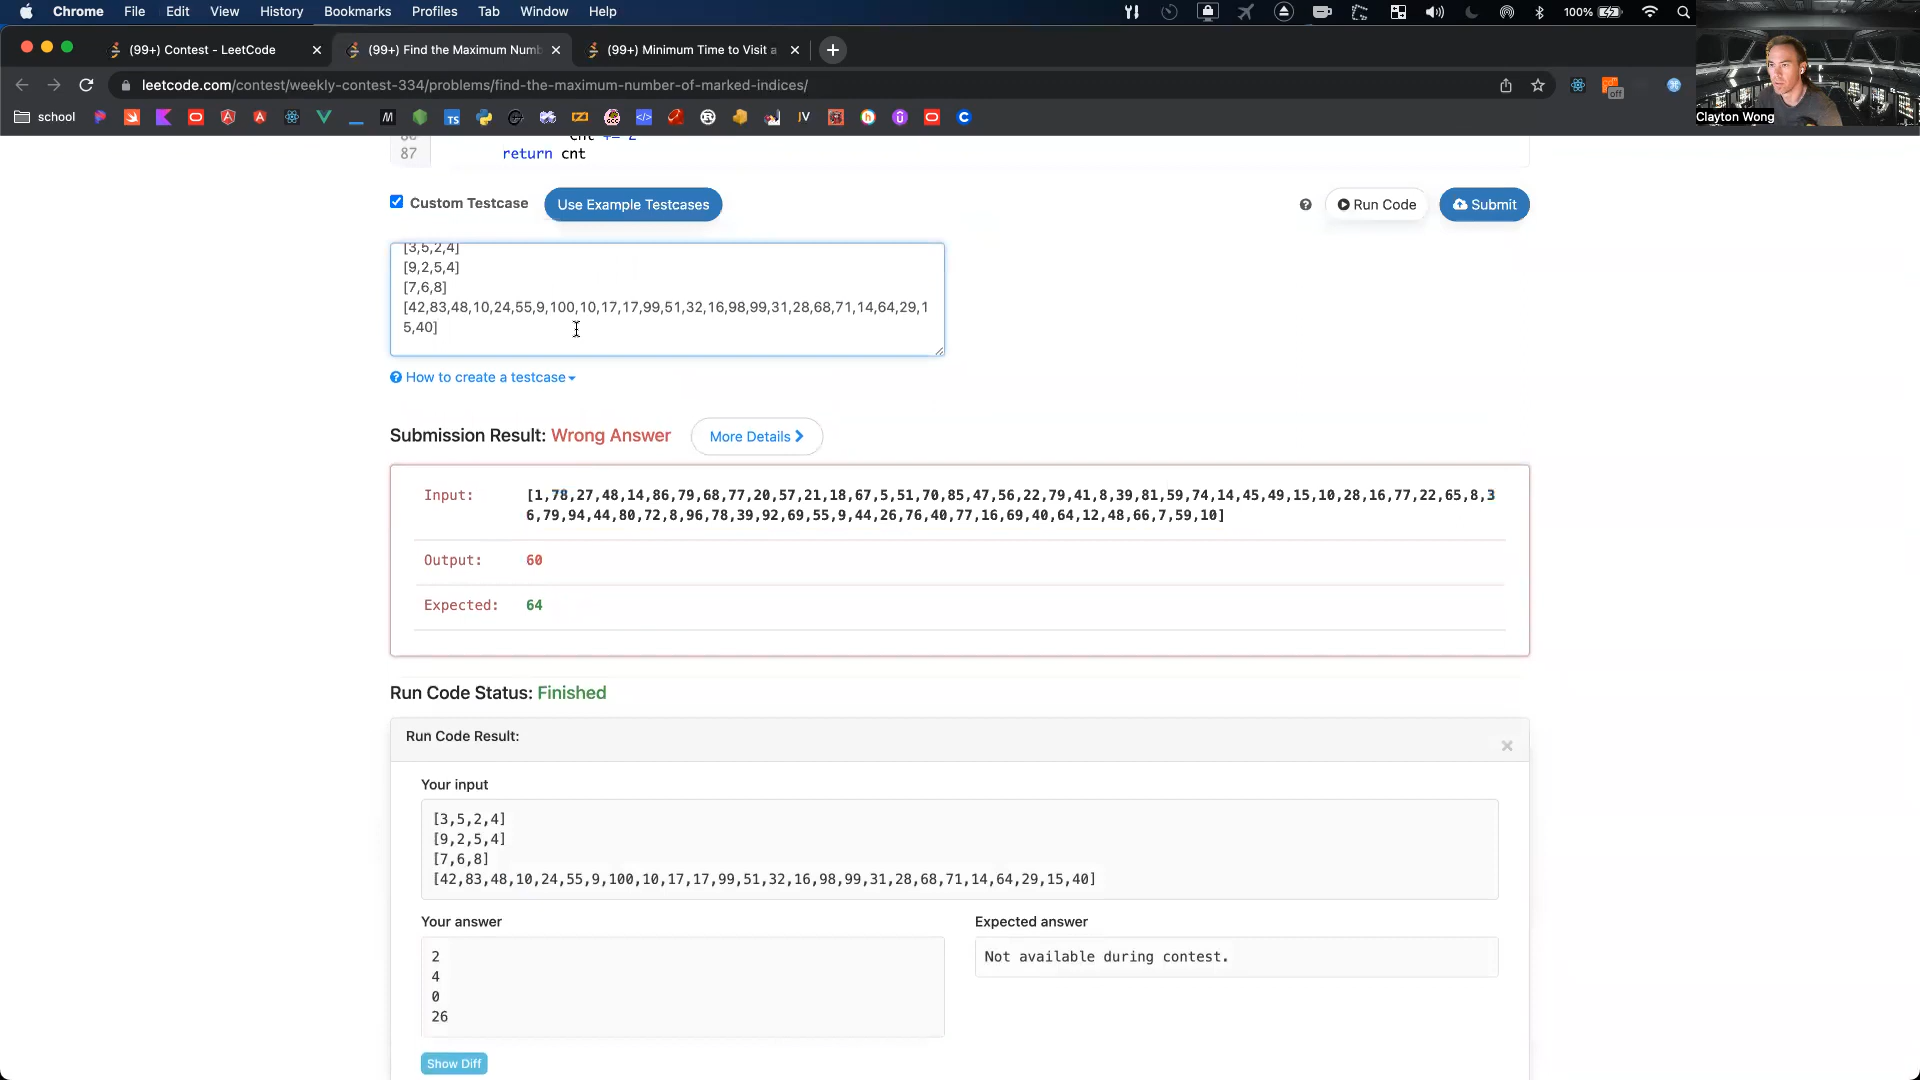 Chrome File Edit View History Bookmarks Profiles Tab Window Help 100%
(99+) Contest - LeetCode
(99+) Find the Maximum Numb
(99+) Minimum Time to Visit a
leetcode.com/contest/weekly-contest-334/problems/find-the-maximum-number-of-marked-indices/
off
school
M
TS
JV
Clayton Wong
87 return cnt
Custom Testcase
Use Example Testcases
Run Code
Submit
[3,5,2,4]
[9,2,5,4]
[7,6,8]
[42,83,48,10,24,55,9,100,10,17,17,99,51,32,16,98,99,31,28,68,71,14,64,29,1
5,40]
How to create a testcase
Submission Result: Wrong Answer
More Details
Input: [1,78,27,48,14,86,79,68,77,20,57,21,18,67,5,51,70,85,47,56,22,79,41,8,39,81,59,74,14,45,49,15,10,28,16,77,22,65,8,3
6,79,94,44,80,72,8,96,78,39,92,69,55,9,44,26,76,40,77,16,69,40,64,12,48,66,7,59,10]
Output: 60
Expected: 64
Run Code Status: Finished
Run Code Result:
×
Your input
[3,5,2,4]
[9,2,5,4]
[7,6,8]
[42,83,48,10,24,55,9,100,10,17,17,99,51,32,16,98,99,31,28,68,71,14,64,29,15,40]
Your answer
Expected answer
2
4
0
26
Not available during contest.
Show Diff